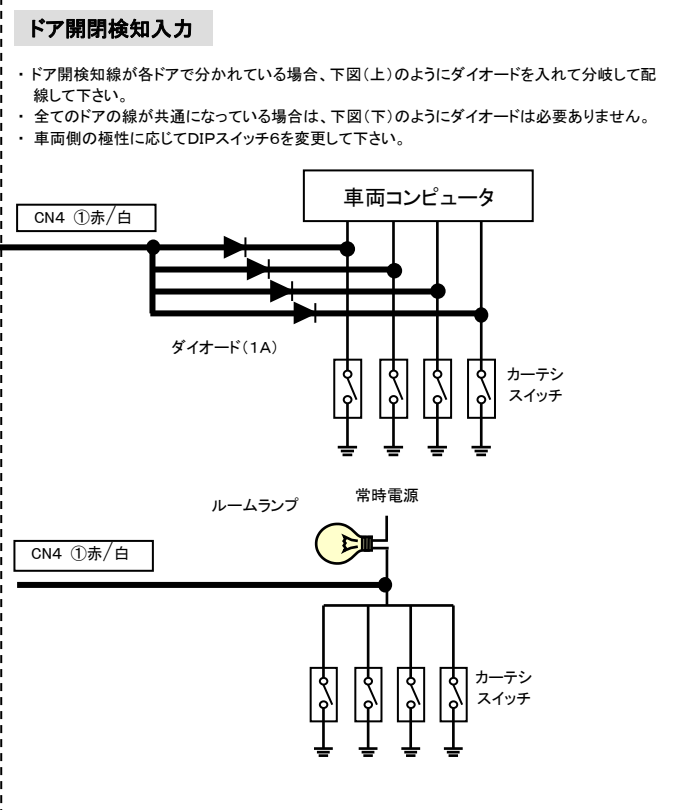 ドア開閉検知入力
・ドア開検知線が各ドアで分かれている場合、下図(上)のようにダイオードを入れて分岐して配
線して下さい。
・ 全てのドアの線が共通になっている場合は、下図(下)のようにダイオードは必要ありません。
・ 車両側の極性に応じてDIPスイッチ6を変更して下さい。
車両コンピュータ
CN4 ①赤/白
ダイオード(1A)
カーテシ
スイッチ
常時電源
ルームランプ
CN4 ①赤/白
カーテシ
スイッチ